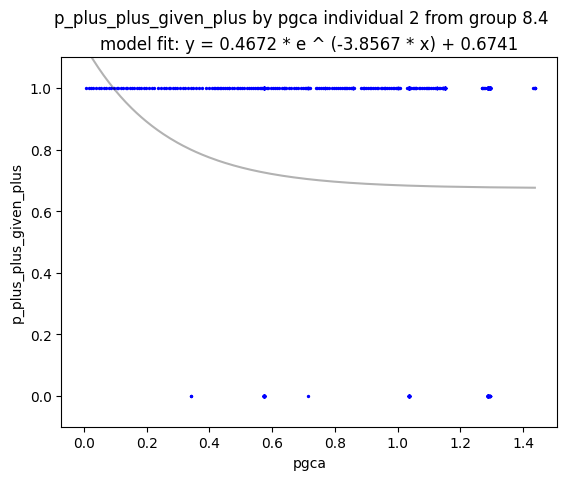 p_plus_plus_given_plus by pgca individual 2 from group 8.4
model fit: y = 0.4672 * e ^ (-3.8567 * x) + 0.6741
1.0
0.8
0.6
0.4
0.2
0.0
p_plus_plus_given_plus
0.0 0.2 0.4 0.6 0.8 1.0 1.2 1.4
pgca